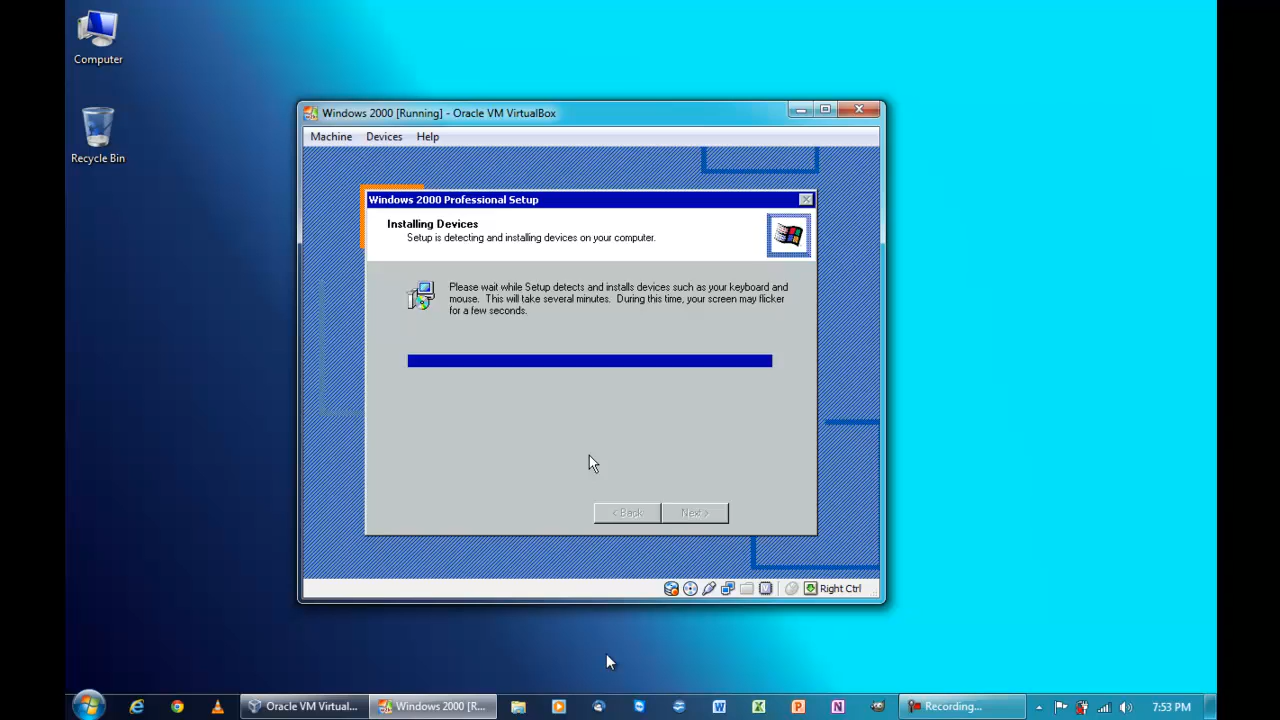 Computer
Recycle Bin
Windows 2000 [Running] - Oracle VM VirtualBox
Machine Devices Help
Windows 2000 Professional Setup
Installing Devices
Setup is detecting and installing devices on your computer.
Please wait while Setup detects and installs devices such as your keyboard and
mouse. This will take several minutes. During this time, your screen may flicker
for a few seconds.
< Back Next >
Right Ctrl
Oracle VM Virtual... Windows 2000 [R... Recording... 7:53 PM